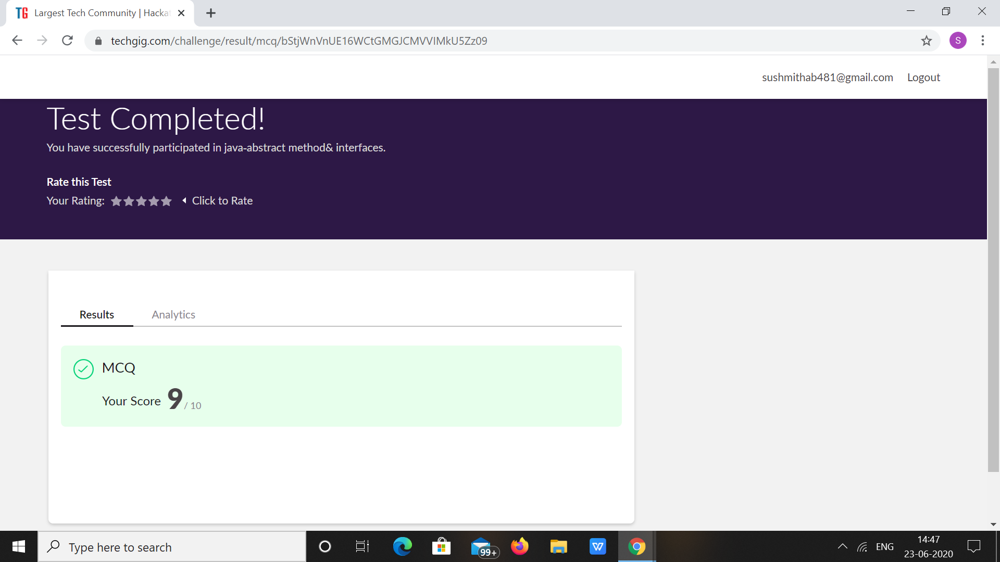 TG Largest Tech Community | Hacka
techgig.com/challenge/result/mcq/bStjWnVnUE16WCtGMGJCMVVIMkU5Zz09
S
sushmithab481@gmail.com Logout
Test Completed!
You have successfully participated in java-abstract method& interfaces.
Rate this Test
Your Rating: Click to Rate
Results Analytics
MCQ
Your Score 9 / 10
Type here to search
99+
W
ENG
14:47
23-06-2020